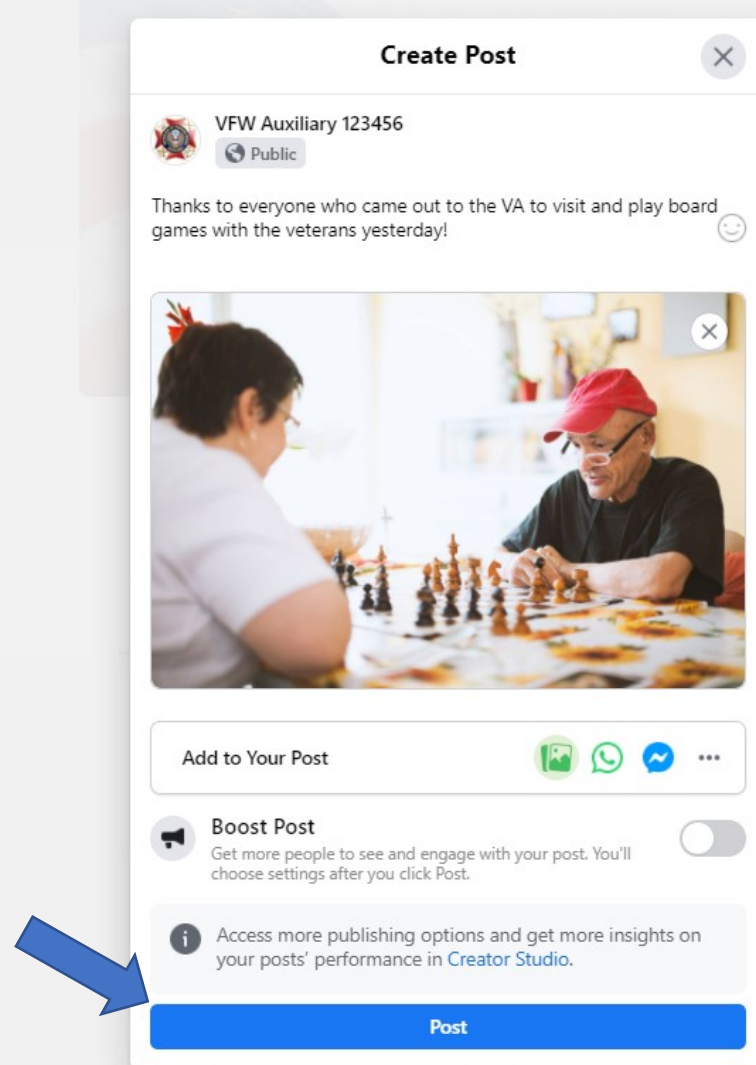 Create Post
VFW Auxiliary 123456
Public
Thanks to everyone who came out to the VA to visit and play board
games with the veterans yesterday!
Add to Your Post
Boost Post
Get more people to see and engage with your post. You'll
choose settings after you click Post.
Access more publishing options and get more insights on
your posts' performance in Creator Studio.
Post